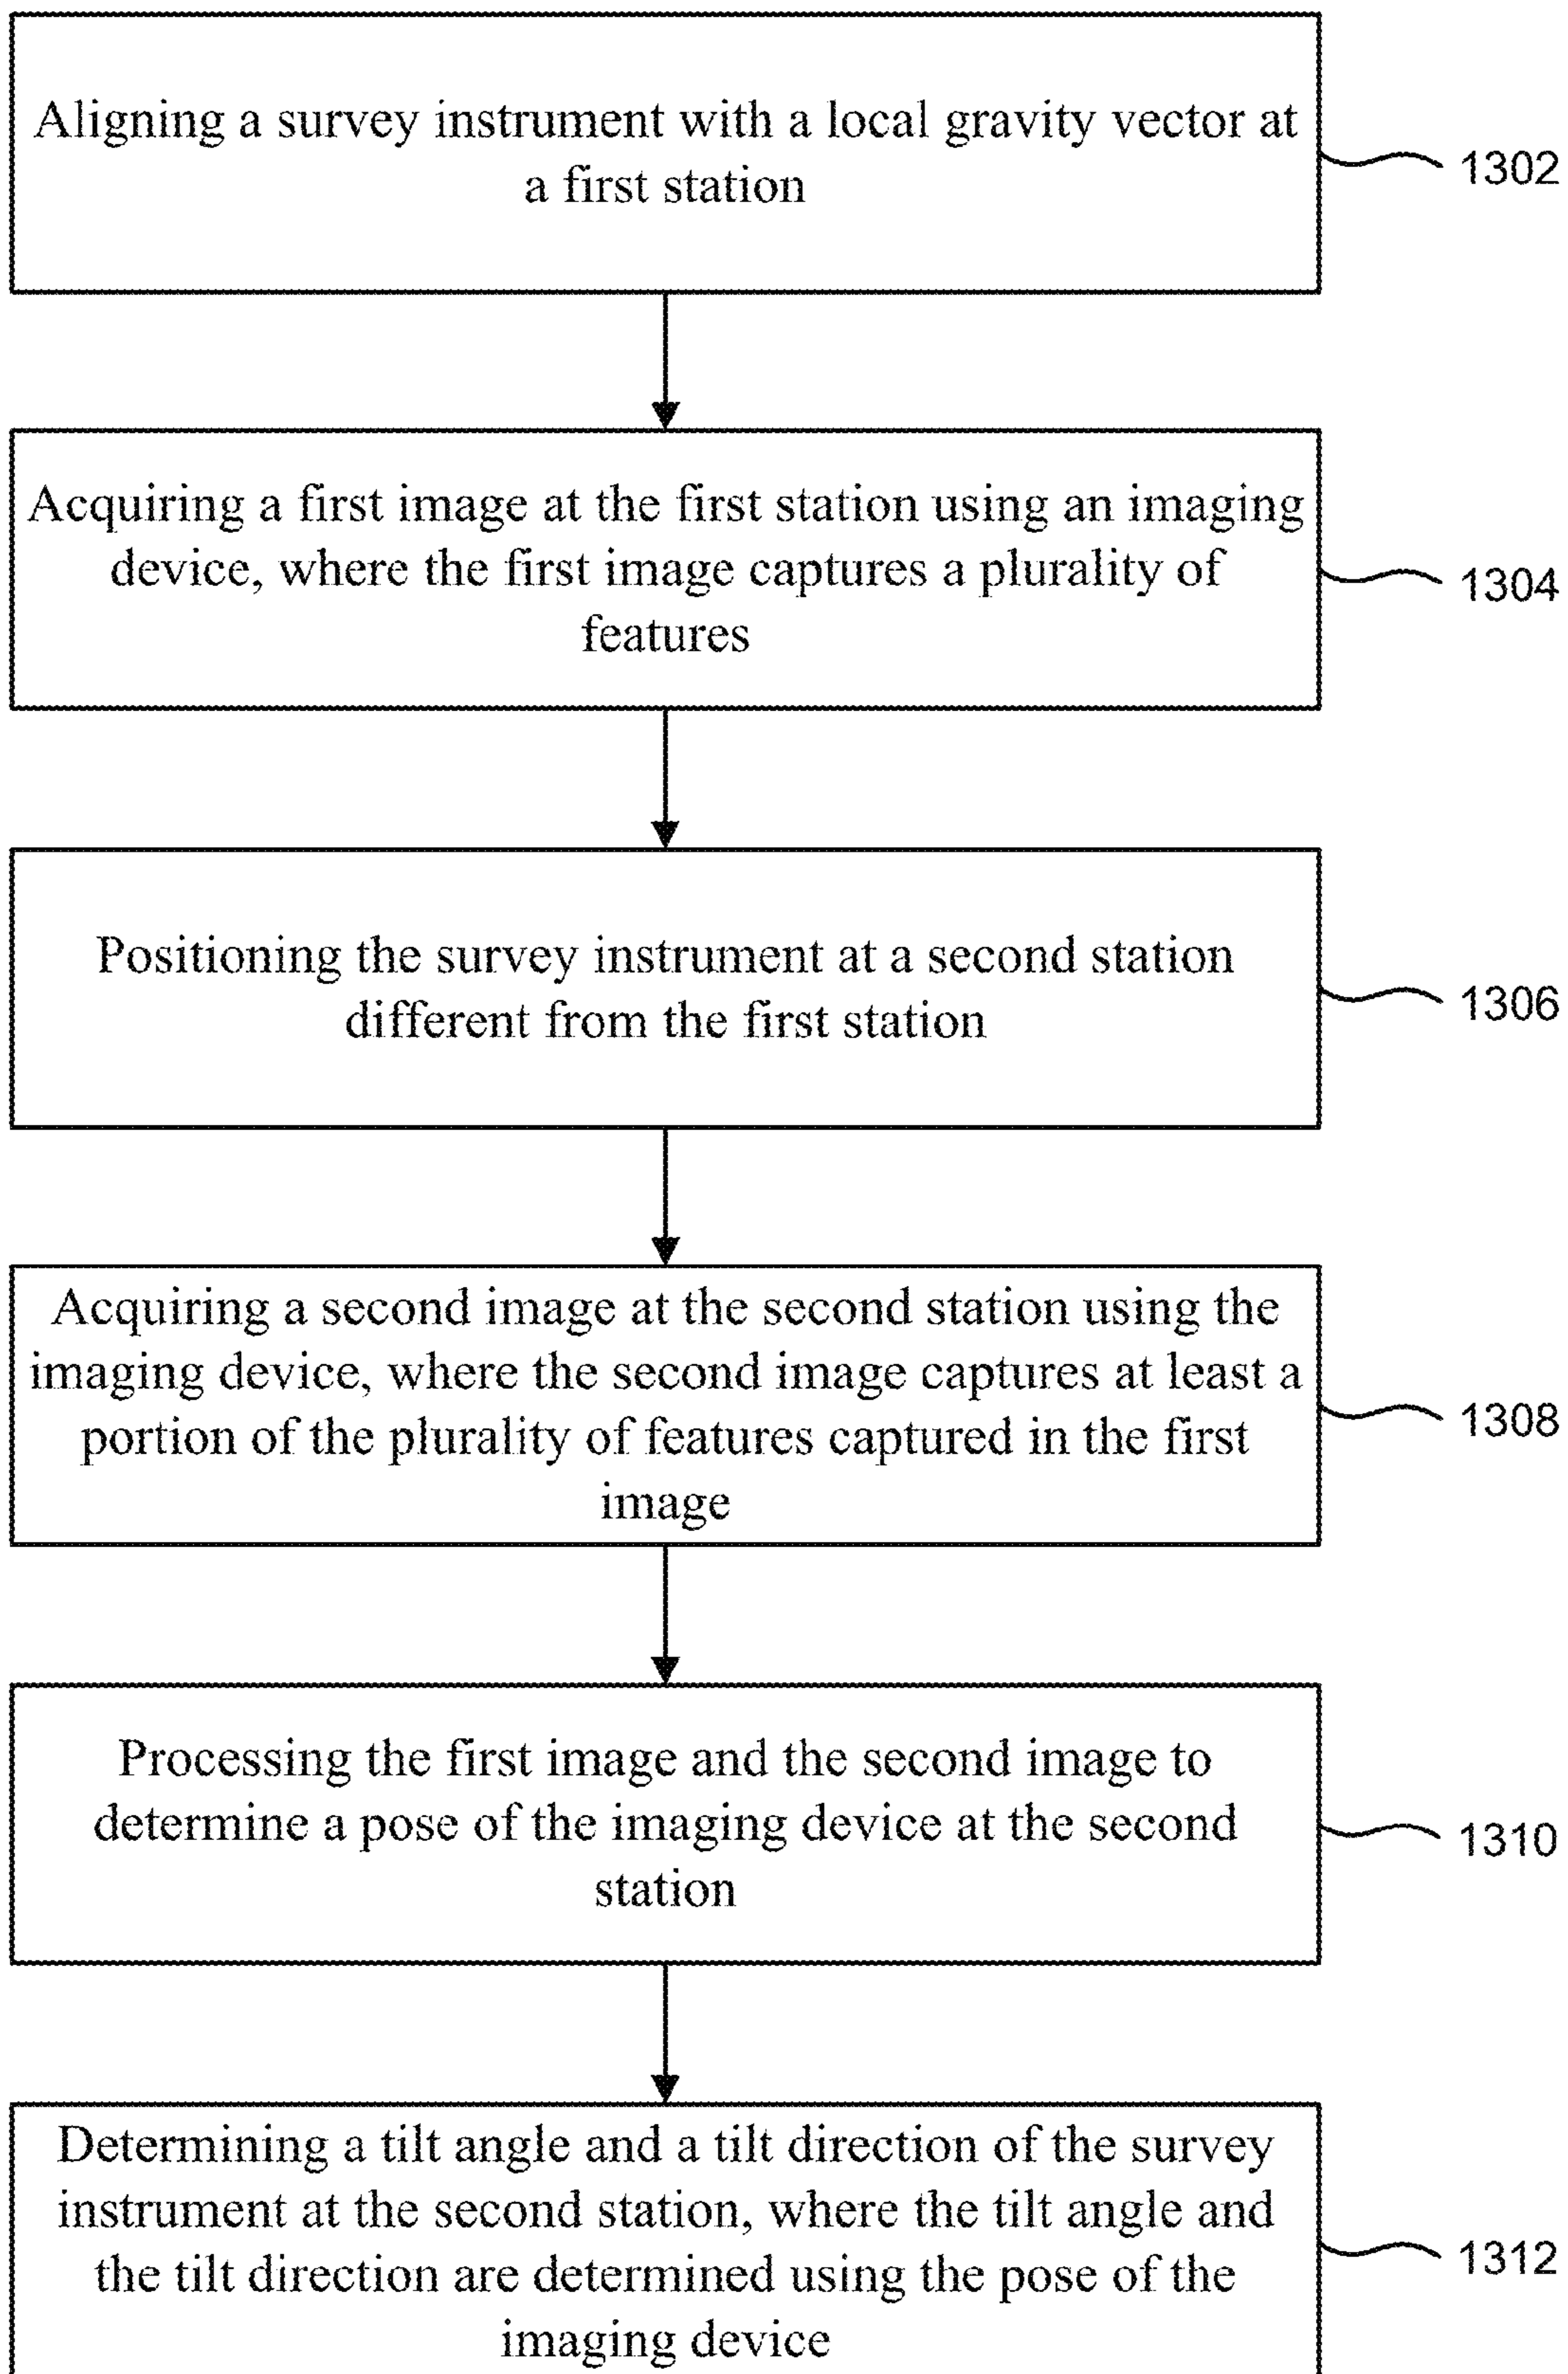 Aligning a survey instrument with a local gravity vector at
a first station
1302
Acquiring a first image at the first station using an imaging
device, where the first image captures a plurality of
features
1304
Positioning the survey instrument at a second station
different from the first station
1306
Acquiring a second image at the second station using the
imaging device, where the second image captures at least a
portion of the plurality of features captured in the first
image
1308
Processing the first image and the second image to
determine a pose of the imaging device at the second
station
1310
Determining a tilt angle and a tilt direction of the survey
instrument at the second station, where the tilt angle and
the tilt direction are determined using the pose of the
imaging device
1312